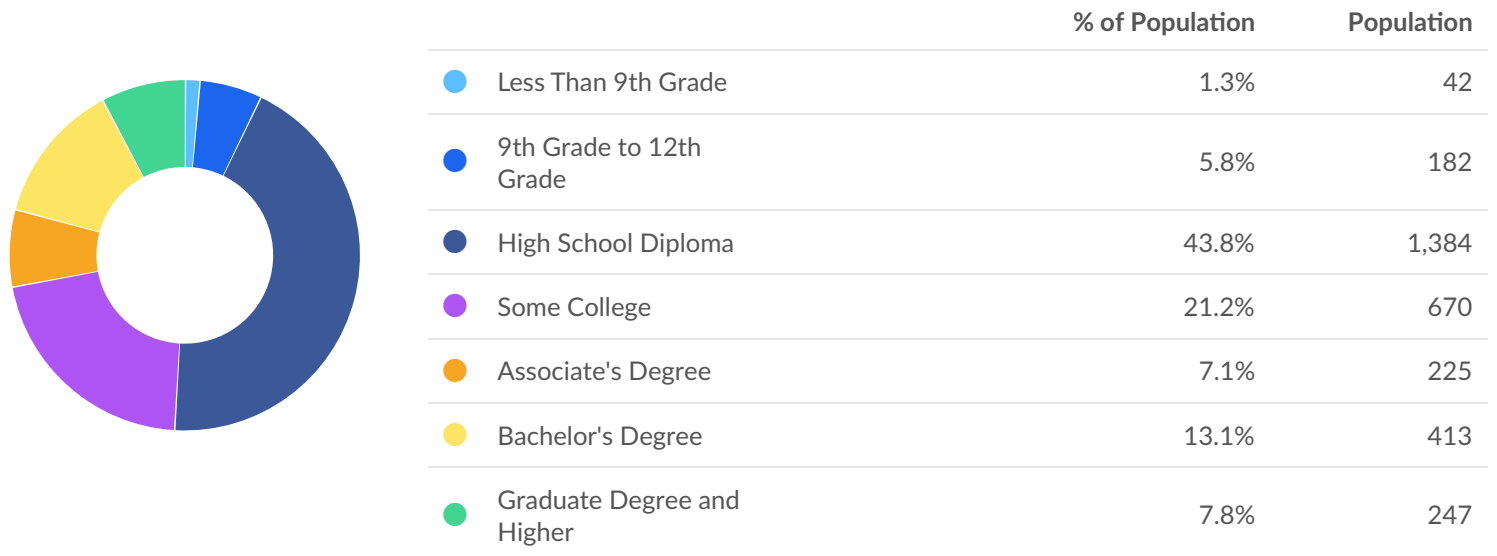 % of Population Population
Less Than 9th Grade 1.3% 42
9th Grade to 12th
Grade 5.8% 182
High School Diploma 43.8% 1,384
Some College 21.2% 670
Associate's Degree 7.1% 225
Bachelor's Degree 13.1% 413
Graduate Degree and
Higher 7.8% 247